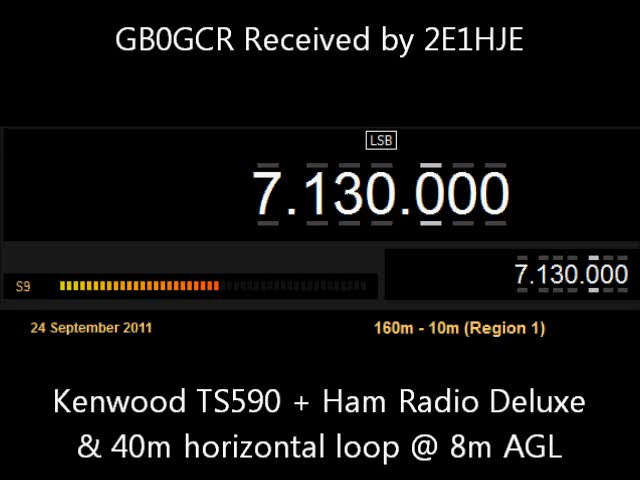 GB0GCR Received by 2E1HJE
LSB
7.130.000
7.130.000
S9
24 September 2011
160m - 10m (Region 1)
Kenwood TS590 + Ham Radio Deluxe
& 40m horizontal loop @ 8m AGL